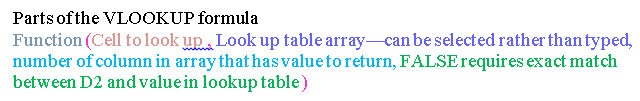 Parts of the VLOOKUP formula
Function (Cell to look up , Look up table array—can be selected rather than typed,
number of column in array that has value to return, FALSE requires exact match
between D2 and value in lookup table )